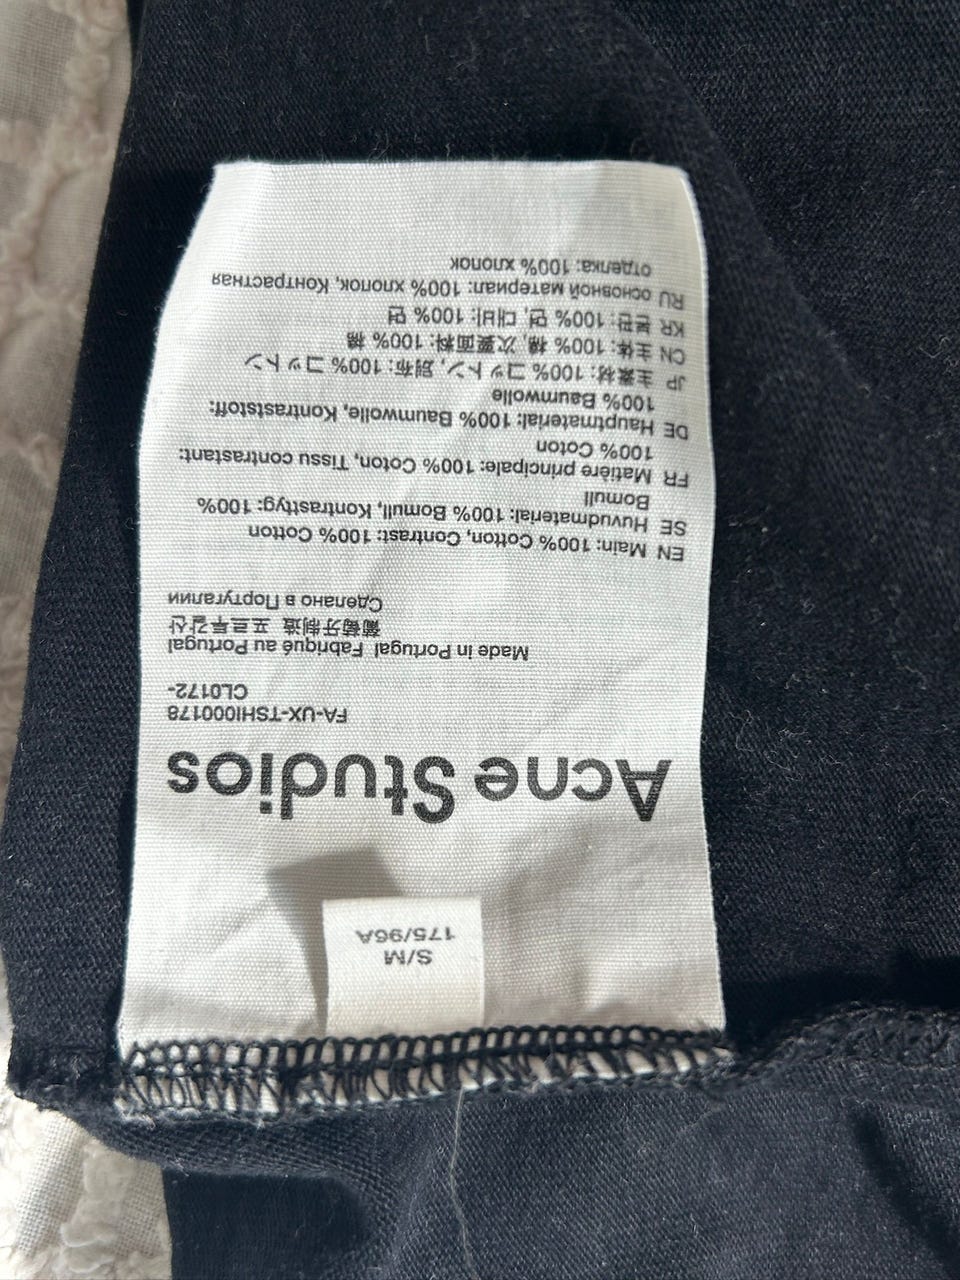 S/M
175/96A
Acne Studios
FA-UX-TSHI000178
CL0172-
Made in Portugal Fabriqué au Portugal
葡萄牙制造 포르투갈산
Сделано в Португалии
EN Main: 100% Cotton, Contrast: 100% Cotton
SE Huvudmaterial: 100% Bomull, Kontrasttyg: 100%
Bomull
FR Matière principale: 100% Coton, Tissu contrastant:
100% Coton
DE Hauptmaterial: 100% Baumwolle, Kontraststoff:
100% Baumwolle
JP 主素材: 100% コットン, 別布: 100% コットン
CN 主体: 100% 棉, 次要面料: 100% 棉
KR 본판: 100% 면, 대비: 100% 면
RU основной материал: 100% хлопок, Контрастная
отделка: 100% хлопок